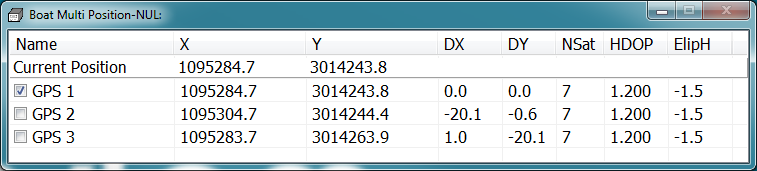 Boat Multi Position-NUL:
Name X Y DX DY NSat HDOP ElipH
Current Position 1095284.7 3014243.8
GPS 1 1095284.7 3014243.8 0.0 0.0 7 1.200 -1.5
GPS 2 1095304.7 3014244.4 -20.1 -0.6 7 1.200 -1.5
GPS 3 1095283.7 3014263.9 1.0 -20.1 7 1.200 -1.5